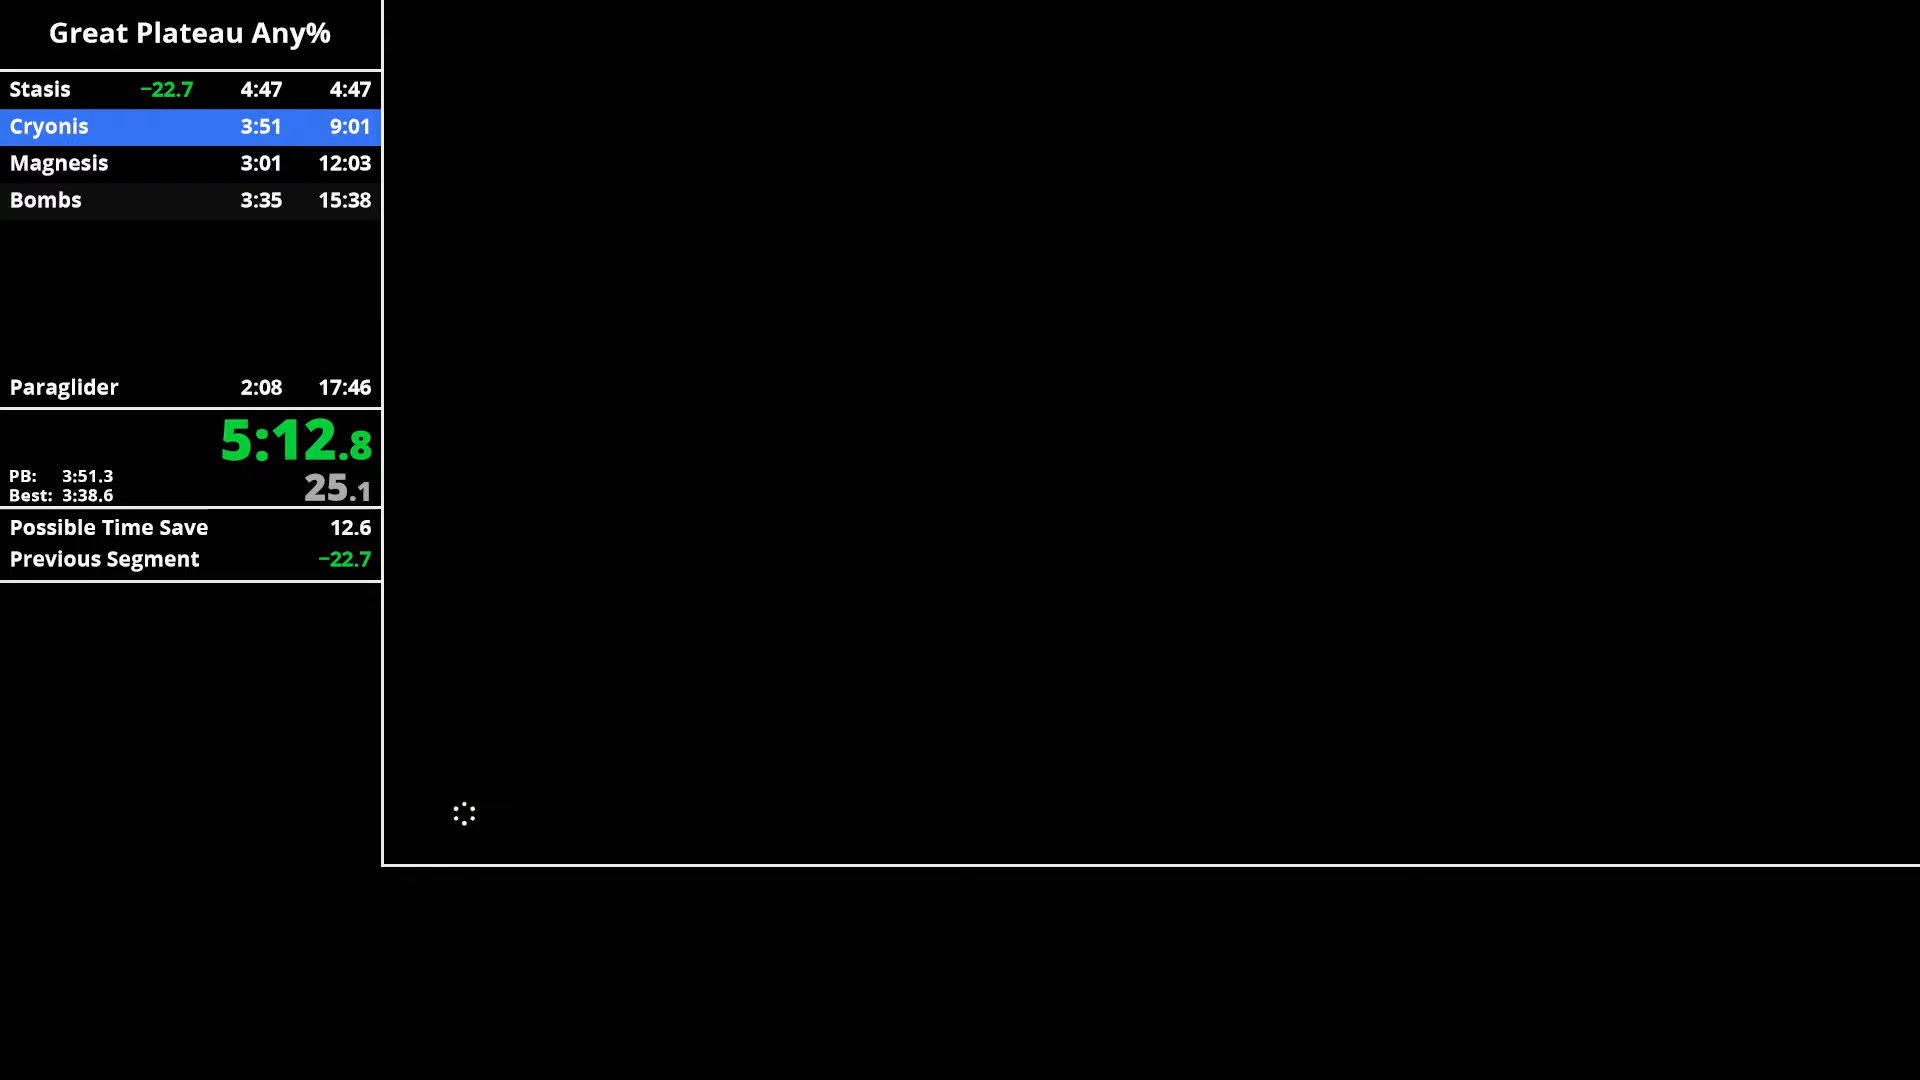 Great Plateau Any%
Stasis −22.7 4:47 4:47
Cryonis 3:51 9:01
Magnesis 3:01 12:03
Bombs 3:35 15:38
Paraglider 2:08 17:46
5:12.8
PB: 3:51.3
Best: 3:38.6
25.1
Possible Time Save 12.6
Previous Segment −22.7